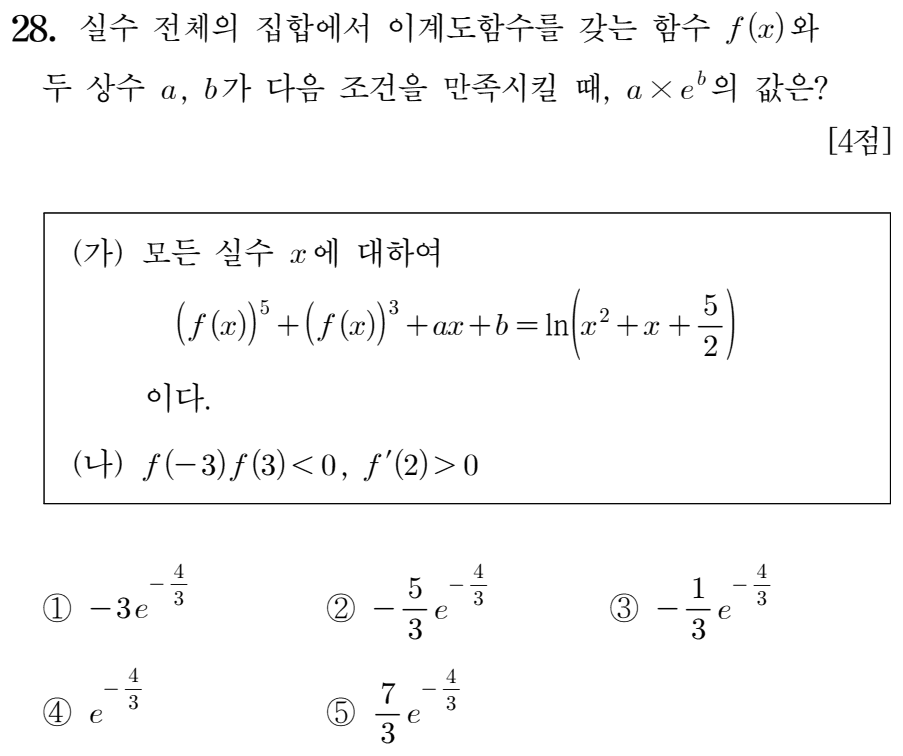 28. 실수 전체의 집합에서 이계도함수를 갖는 함수 f(x)와
두 상수 a, b가 다음 조건을 만족시킬 때, a×e^b의 값은?
[4점]
(가) 모든 실수 x에 대하여
(f(x))^5+(f(x))^3+ax+b=ln(x^2+x+5/2)
이다.
(나) f(-3)f(3)<0, f′(2)>0
① -3e^{-4/3} ② -5/3 e^{-4/3} ③ -1/3 e^{-4/3}
④ e^{-4/3} ⑤ 7/3 e^{-4/3}